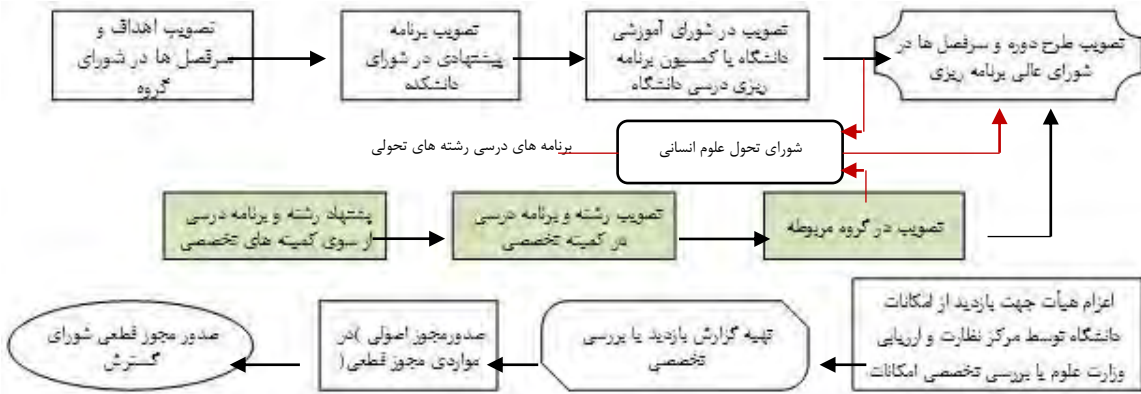 تصویب اهداف و
سرفصل ها در شورای
گروه
تصویب برنامه
پیشنهادی در شورای
دانشکده
تصویب در شورای آموزشی
دانشگاه یا کمسیون برنامه
ریزی درسی دانشگاه
تصویب طرح دوره و سرفصل ها در
شورای عالی برنامه ریزی
شورای تحول علوم انسانی
برنامه های درسی رشته های تحولی
پشنهاد رشته و برنامه درسی
از سوی کمیته های تخصصی
تصویب رشته و برنامه درسی
در کمیته تخصصی
تصویب در گروه مربوطه
اعزام هیأت جهت بازدید از امکانات
دانشگاه توسط مرکز نظارت و ارزیابی
وزارت علوم یا بررسی تخصصی امکانات
تهیه گزارش بازدید یا بررسی
تخصصی
صدورمجوز اصولی )در
مواردی مجوز قطعی(
صدور مجوز قطعی شورای
گسترش